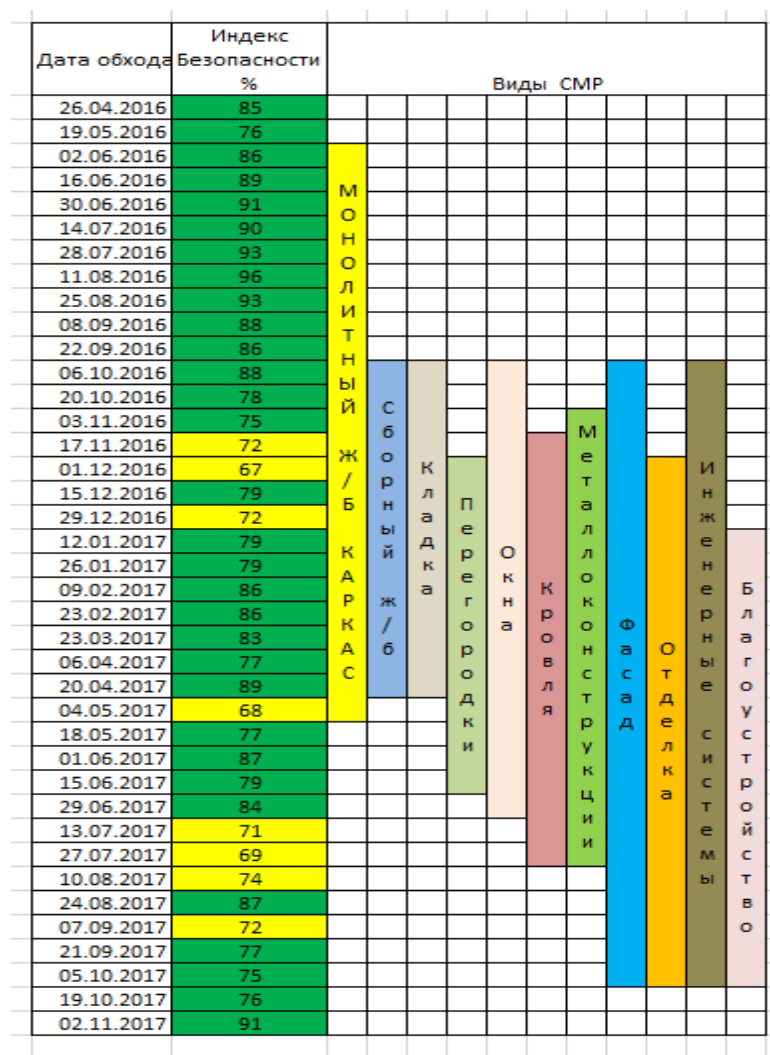 Индекс
Дата обхода Безопасности
% Виды СМР
26.04.2016 85
19.05.2016 76
02.06.2016 86
16.06.2016 89
30.06.2016 91
14.07.2016 90
28.07.2016 93
11.08.2016 96
25.08.2016 93
08.09.2016 88
22.09.2016 86
06.10.2016 88
20.10.2016 78
03.11.2016 75
17.11.2016 72
01.12.2016 67
15.12.2016 79
29.12.2016 72
12.01.2017 79
26.01.2017 79
09.02.2017 86
23.02.2017 86
23.03.2017 83
06.04.2017 77
20.04.2017 89
04.05.2017 68
18.05.2017 77
01.06.2017 87
15.06.2017 79
29.06.2017 84
13.07.2017 71
27.07.2017 69
10.08.2017 74
24.08.2017 87
07.09.2017 72
21.09.2017 77
05.10.2017 75
19.10.2017 76
02.11.2017 91
МОНОЛИТНЫЙ Ж/Б КАРКАС
Сборный ж/б
Кладка
Перегородки
Окна
Кровля
Металлоконструкции
Фасад
Отделка
Инженерные системы
Благоустройство